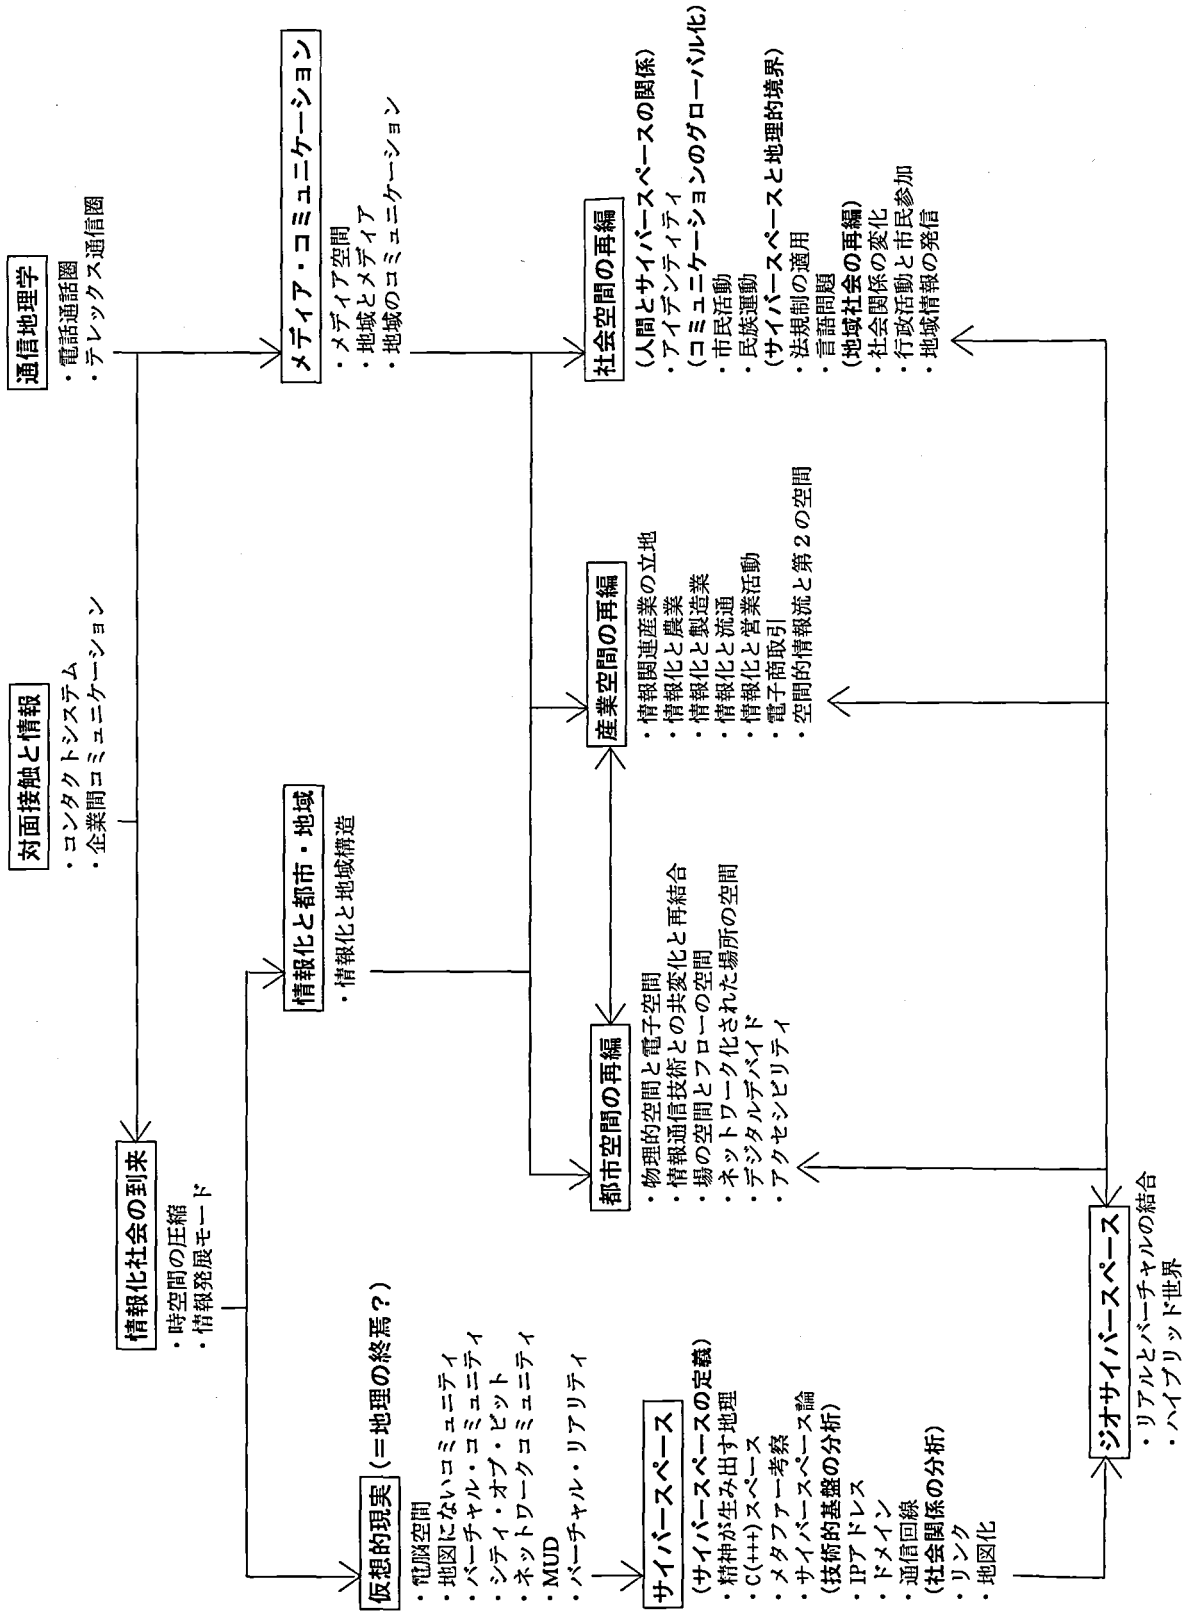 通信地理学
・電話通話圏
・テレックス通信圏
対面接触と情報
・コンタクトシステム
・企業間コミュニケーション
情報化社会の到来
・時空間の圧縮
・情報発展モード
メディア・コミュニケーション
・メディア空間
・地域とメディア
・地域のコミュニケーション
情報化と都市・地域
・情報化と地域構造
仮想的現実(＝地理の終焉？)
・電脳空間
・地図にないコミュニティ
・バーチャル・コミュニティ
・シティ・オブ・ビット
・ネットワークコミュニティ
・MUD
・バーチャル・リアリティ
社会空間の再編
(人間とサイバースペースの関係)
・アイデンティティ
(コミュニケーションのグローバル化)
・市民活動
・民族運動
(サイバースペースと地理的境界)
・法規制の適用
・言語問題
(地域社会の再編)
・社会関係の変化
・行政活動と市民参加
・地域情報の発信
産業空間の再編
・情報関連産業の立地
・情報化と農業
・情報化と製造業
・情報化と流通
・情報化と営業活動
・電子商取引
・空間的情報流と第２の空間
都市空間の再編
・物理的空間と電子空間
・情報通信技術との共変化と再結合
・場の空間とフローの空間
・ネットワーク化された場所の空間
・デジタルデバイド
・アクセシビリティ
サイバースペース
(サイバースペースの定義)
・精神が生み出す地理
・C(+++)スペース
・メタファー考察
・サイバースペース論
(技術的基盤の分析)
・IPアドレス
・ドメイン
・通信回線
(社会関係の分析)
・リンク
・地図化
ジオサイバースペース
・リアルとバーチャルの結合
・ハイブリッド世界